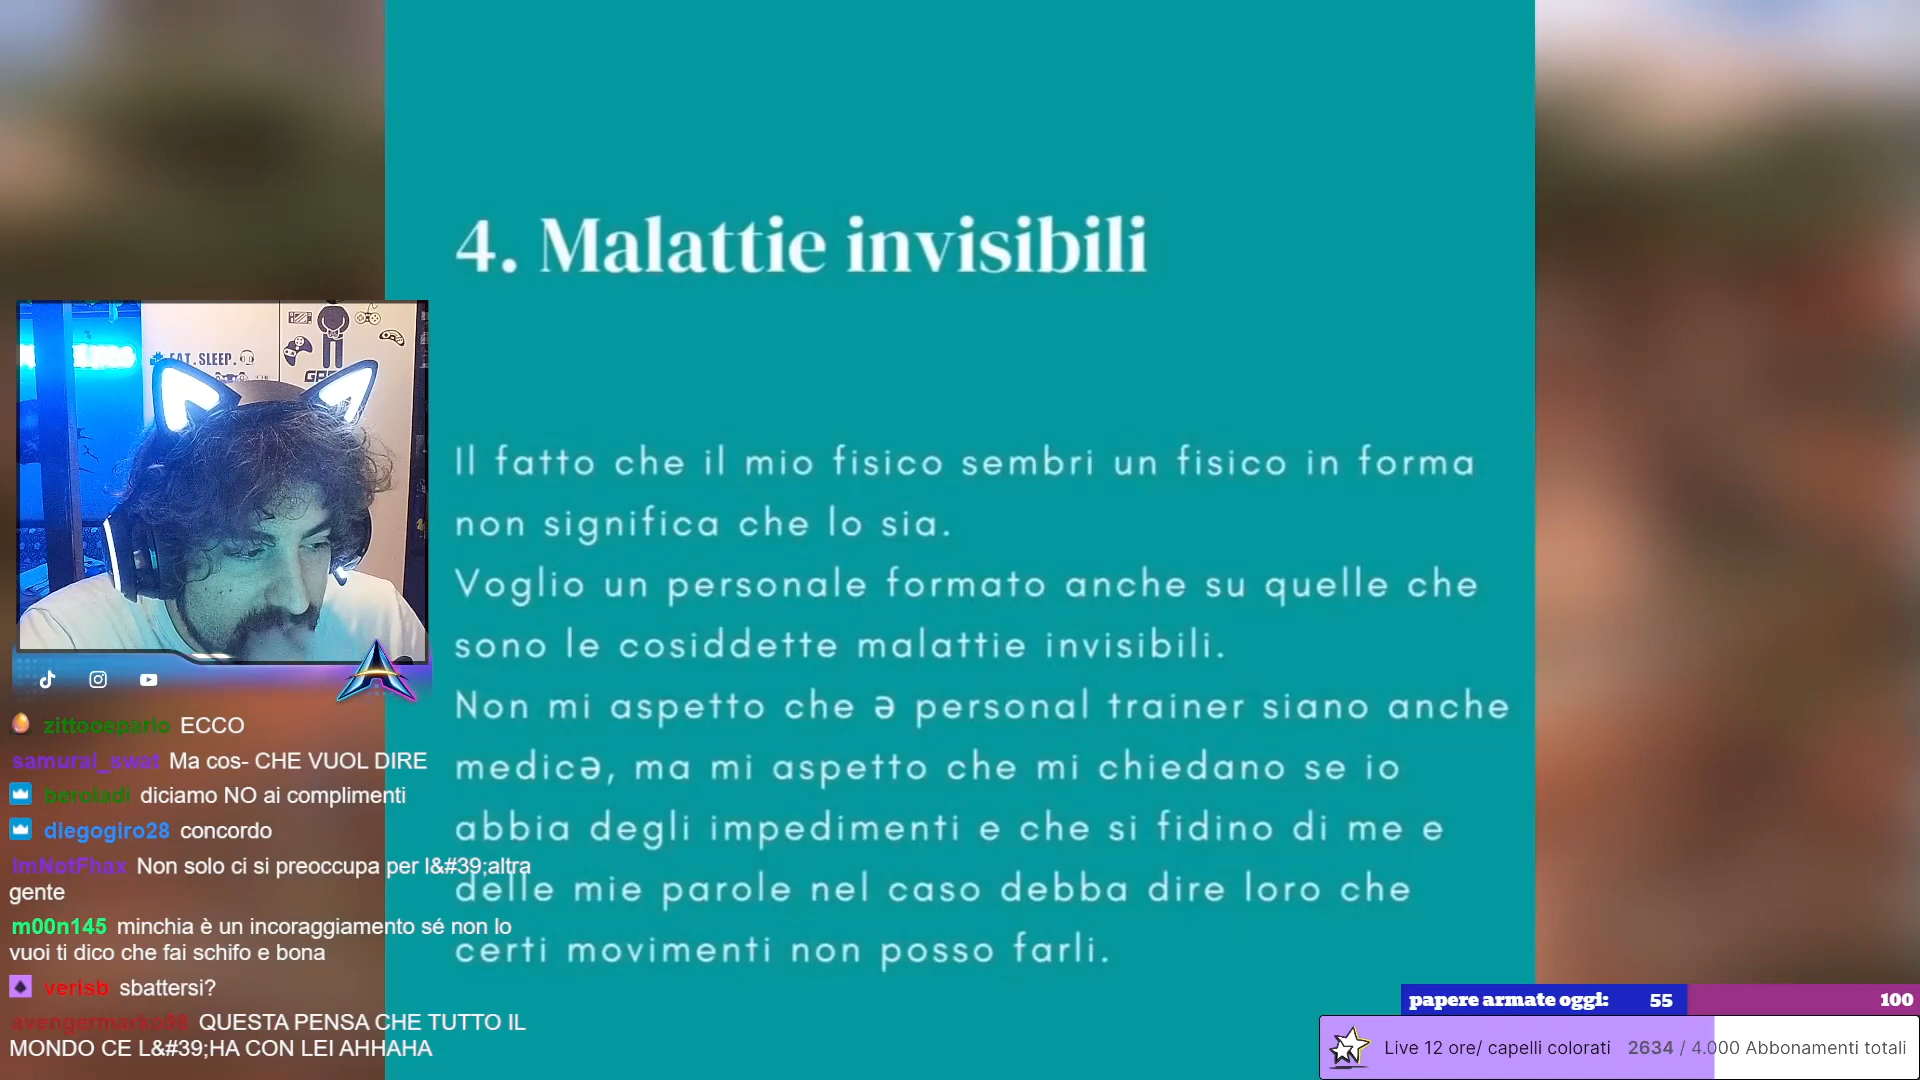 4. Malattie invisibili
Il fatto che il mio fisico sembri un fisico in forma
non significa che lo sia.
Voglio un personale formato anche su quelle che
sono le cosiddette malattie invisibili.
Non mi aspetto che ə personal trainer siano anche
medicə, ma mi aspetto che mi chiedano se io
abbia degli impedimenti e che si fidino di me e
delle mie parole nel caso debba dire loro che
certi movimenti non posso farli.
EAT.SLEEP.
zittooeparlo ECCO
samurai_swat Ma cos- CHE VUOL DIRE
beroladi diciamo NO ai complimenti
diegogiro28 concordo
ImNotFhax Non solo ci si preoccupa per l&#39;altra
gente
m00n145 minchia è un incoraggiamento sé non lo
vuoi ti dico che fai schifo e bona
verisb sbattersi?
QUESTA PENSA CHE TUTTO IL
MONDO CE L&#39;HA CON LEI AHHAHA
papere armate oggi: 55 100
Live 12 ore/ capelli colorati 2634 / 4.000 Abbonamenti totali